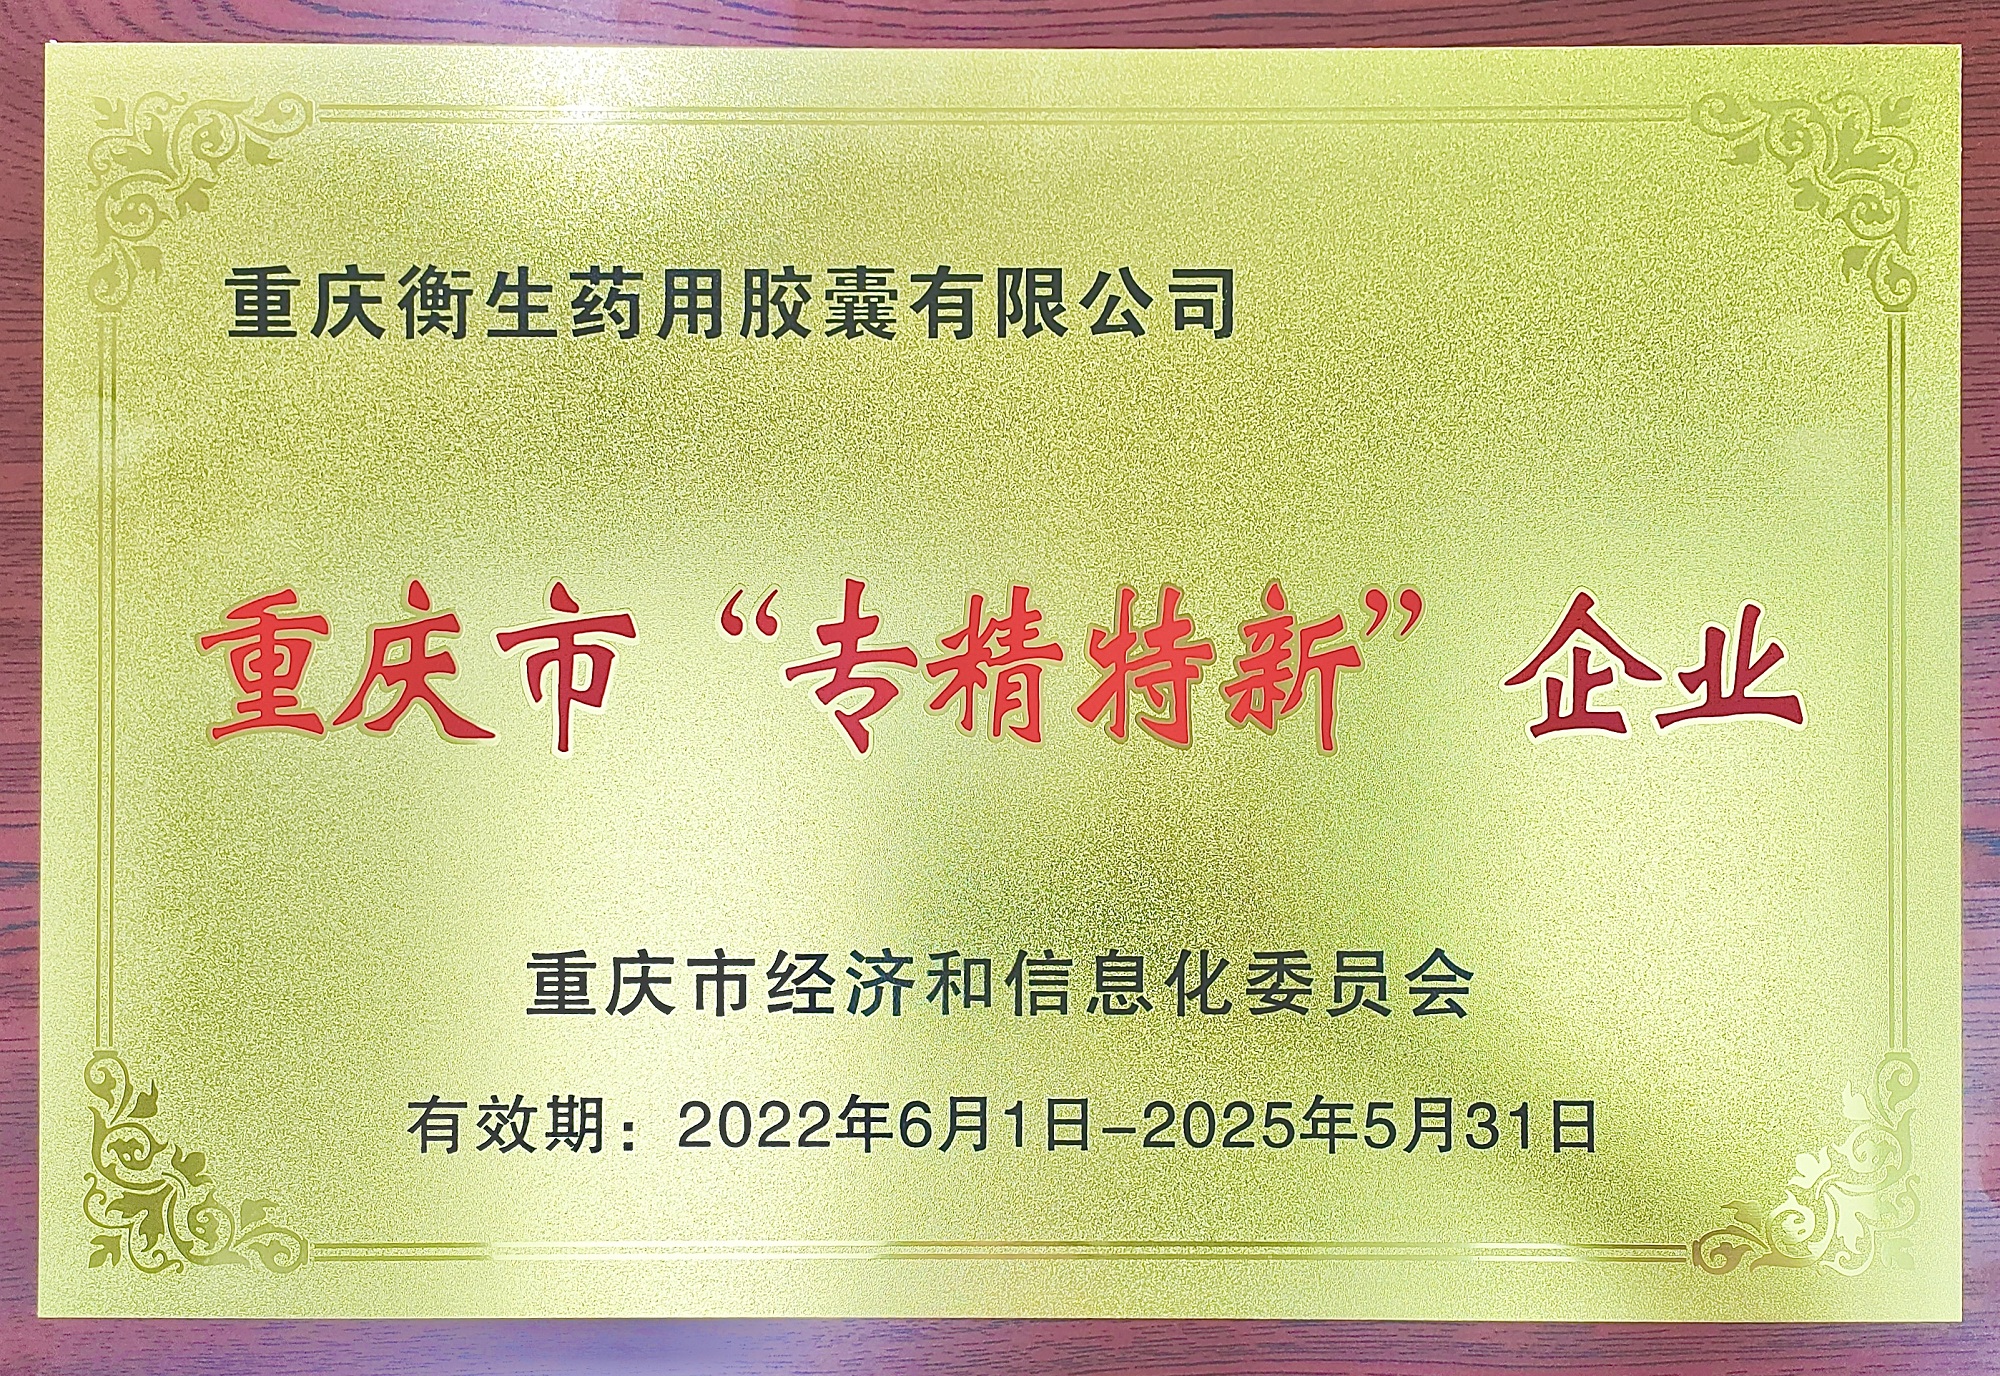 重庆衡生药用胶囊有限公司
重庆市“专精特新”企业
重庆市经济和信息化委员会
有效期：2022年6月1日-2025年5月31日